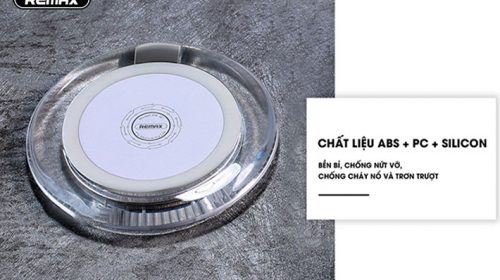 REMAX
REMAX
CHẤT LIỆU ABS + PC + SILICON
BỀN BỈ, CHỐNG NỨT VỠ,
CHỐNG CHÁY NỔ VÀ TRƠN TRƯỢT